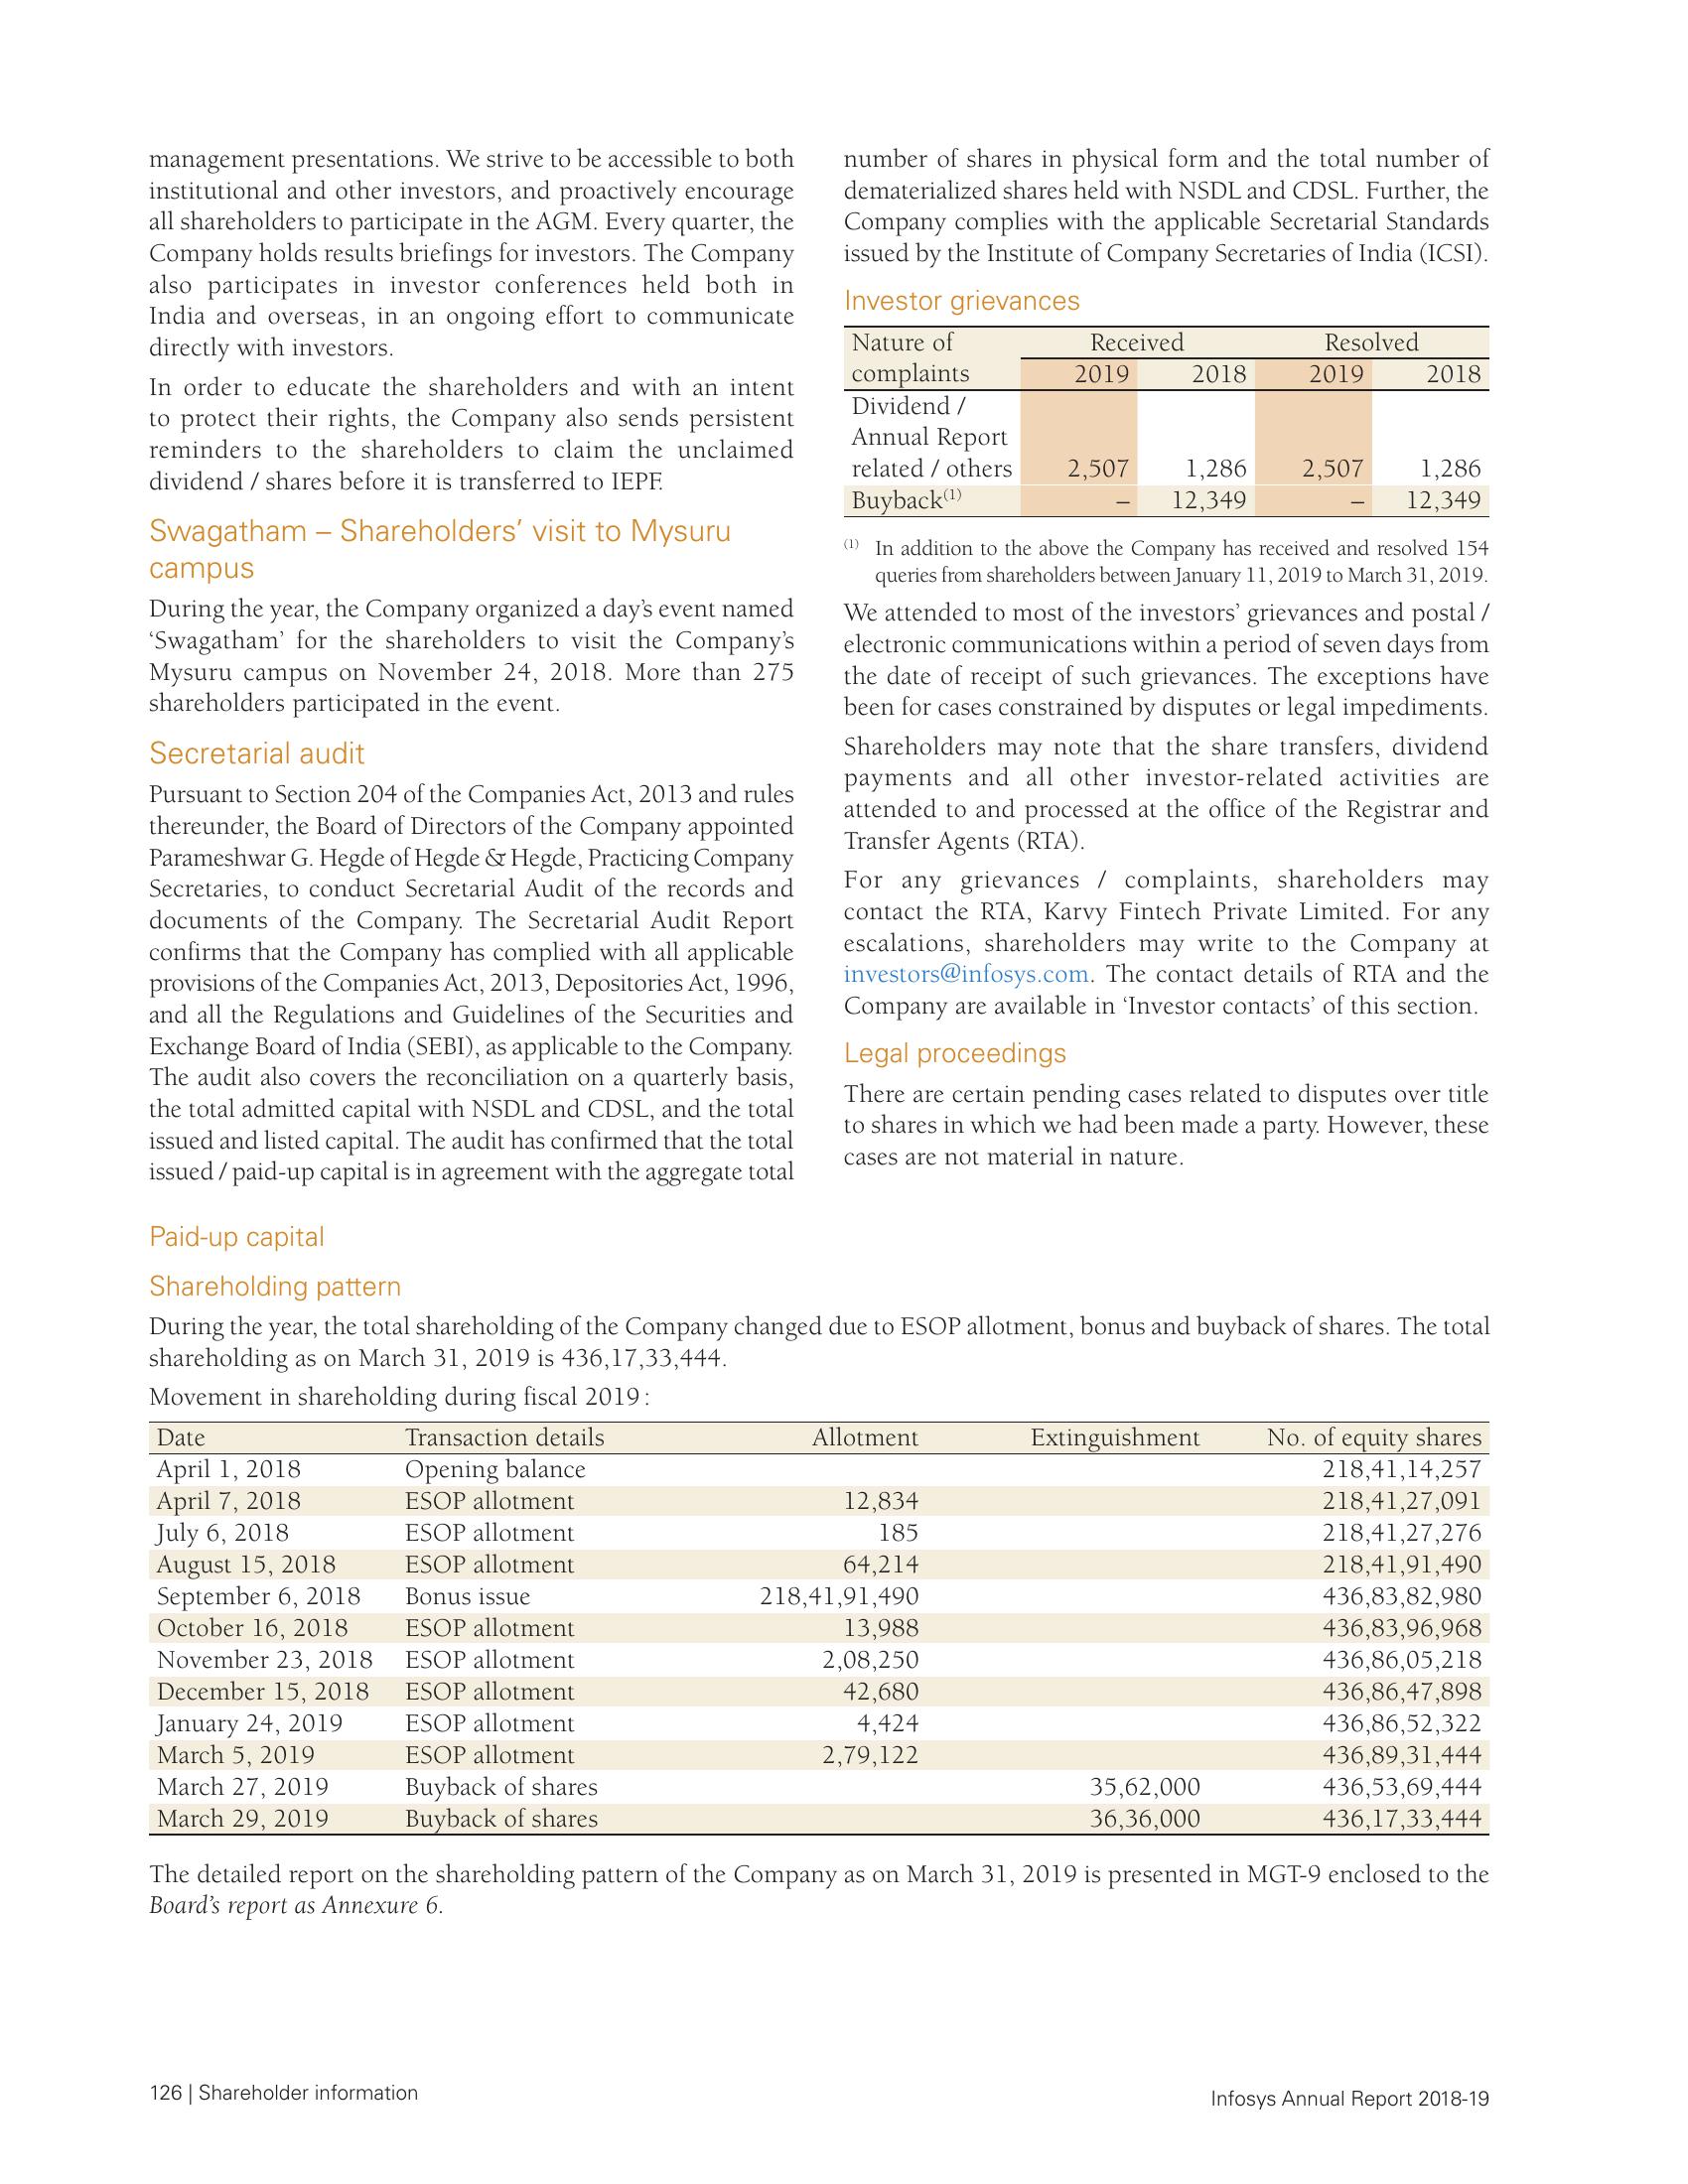 management presentations. We strive to be accessible to both
institutional and other investors, and proactively encourage
all shareholders to participate in the AGM. Every quarter, the
Company holds results briefings for investors. The Company
also participates in investor conferences held both in
India and overseas, in an ongoing effort to communicate
directly with investors.
In order to educate the shareholders and with an intent
to protect their rights, the Company also sends persistent
reminders to the shareholders to claim the unclaimed
dividend / shares before it is transferred to IEPF.
Swagatham – Shareholders’ visit to Mysuru
campus
During the year, the Company organized a day’s event named
‘Swagatham’ for the shareholders to visit the Company’s
Mysuru campus on November 24, 2018. More than 275
shareholders participated in the event.
Secretarial audit
Pursuant to Section 204 of the Companies Act, 2013 and rules
thereunder, the Board of Directors of the Company appointed
Parameshwar G. Hegde of Hegde & Hegde, Practicing Company
Secretaries, to conduct Secretarial Audit of the records and
documents of the Company. The Secretarial Audit Report
confirms that the Company has complied with all applicable
provisions of the Companies Act, 2013, Depositories Act, 1996,
and all the Regulations and Guidelines of the Securities and
Exchange Board of India (SEBI), as applicable to the Company.
The audit also covers the reconciliation on a quarterly basis,
the total admitted capital with NSDL and CDSL, and the total
issued and listed capital. The audit has confirmed that the total
issued / paid-up capital is in agreement with the aggregate total
number of shares in physical form and the total number of
dematerialized shares held with NSDL and CDSL. Further, the
Company complies with the applicable Secretarial Standards
issued by the Institute of Company Secretaries of India (ICSI).
Investor grievances
Nature of Received Resolved
complaints 2019 2018 2019 2018
Dividend /
Annual Report
related / others 2,507 1,286 2,507 1,286
Buyback(1) – 12,349 – 12,349
(1) In addition to the above the Company has received and resolved 154
queries from shareholders between January 11, 2019 to March 31, 2019.
We attended to most of the investors’ grievances and postal /
electronic communications within a period of seven days from
the date of receipt of such grievances. The exceptions have
been for cases constrained by disputes or legal impediments.
Shareholders may note that the share transfers, dividend
payments and all other investor-related activities are
attended to and processed at the office of the Registrar and
Transfer Agents (RTA).
For any grievances / complaints, shareholders may
contact the RTA, Karvy Fintech Private Limited. For any
escalations, shareholders may write to the Company at
investors@infosys.com. The contact details of RTA and the
Company are available in ‘Investor contacts’ of this section.
Legal proceedings
There are certain pending cases related to disputes over title
to shares in which we had been made a party. However, these
cases are not material in nature.
Paid-up capital
Shareholding pattern
During the year, the total shareholding of the Company changed due to ESOP allotment, bonus and buyback of shares. The total
shareholding as on March 31, 2019 is 436,17,33,444.
Movement in shareholding during fiscal 2019 :
Date Transaction details Allotment Extinguishment No. of equity shares
April 1, 2018 Opening balance 218,41,14,257
April 7, 2018 ESOP allotment 12,834 218,41,27,091
July 6, 2018 ESOP allotment 185 218,41,27,276
August 15, 2018 ESOP allotment 64,214 218,41,91,490
September 6, 2018 Bonus issue 218,41,91,490 436,83,82,980
October 16, 2018 ESOP allotment 13,988 436,83,96,968
November 23, 2018 ESOP allotment 2,08,250 436,86,05,218
December 15, 2018 ESOP allotment 42,680 436,86,47,898
January 24, 2019 ESOP allotment 4,424 436,86,52,322
March 5, 2019 ESOP allotment 2,79,122 436,89,31,444
March 27, 2019 Buyback of shares 35,62,000 436,53,69,444
March 29, 2019 Buyback of shares 36,36,000 436,17,33,444
The detailed report on the shareholding pattern of the Company as on March 31, 2019 is presented in MGT-9 enclosed to the
Board’s report as Annexure 6.
126 | Shareholder information
Infosys Annual Report 2018-19